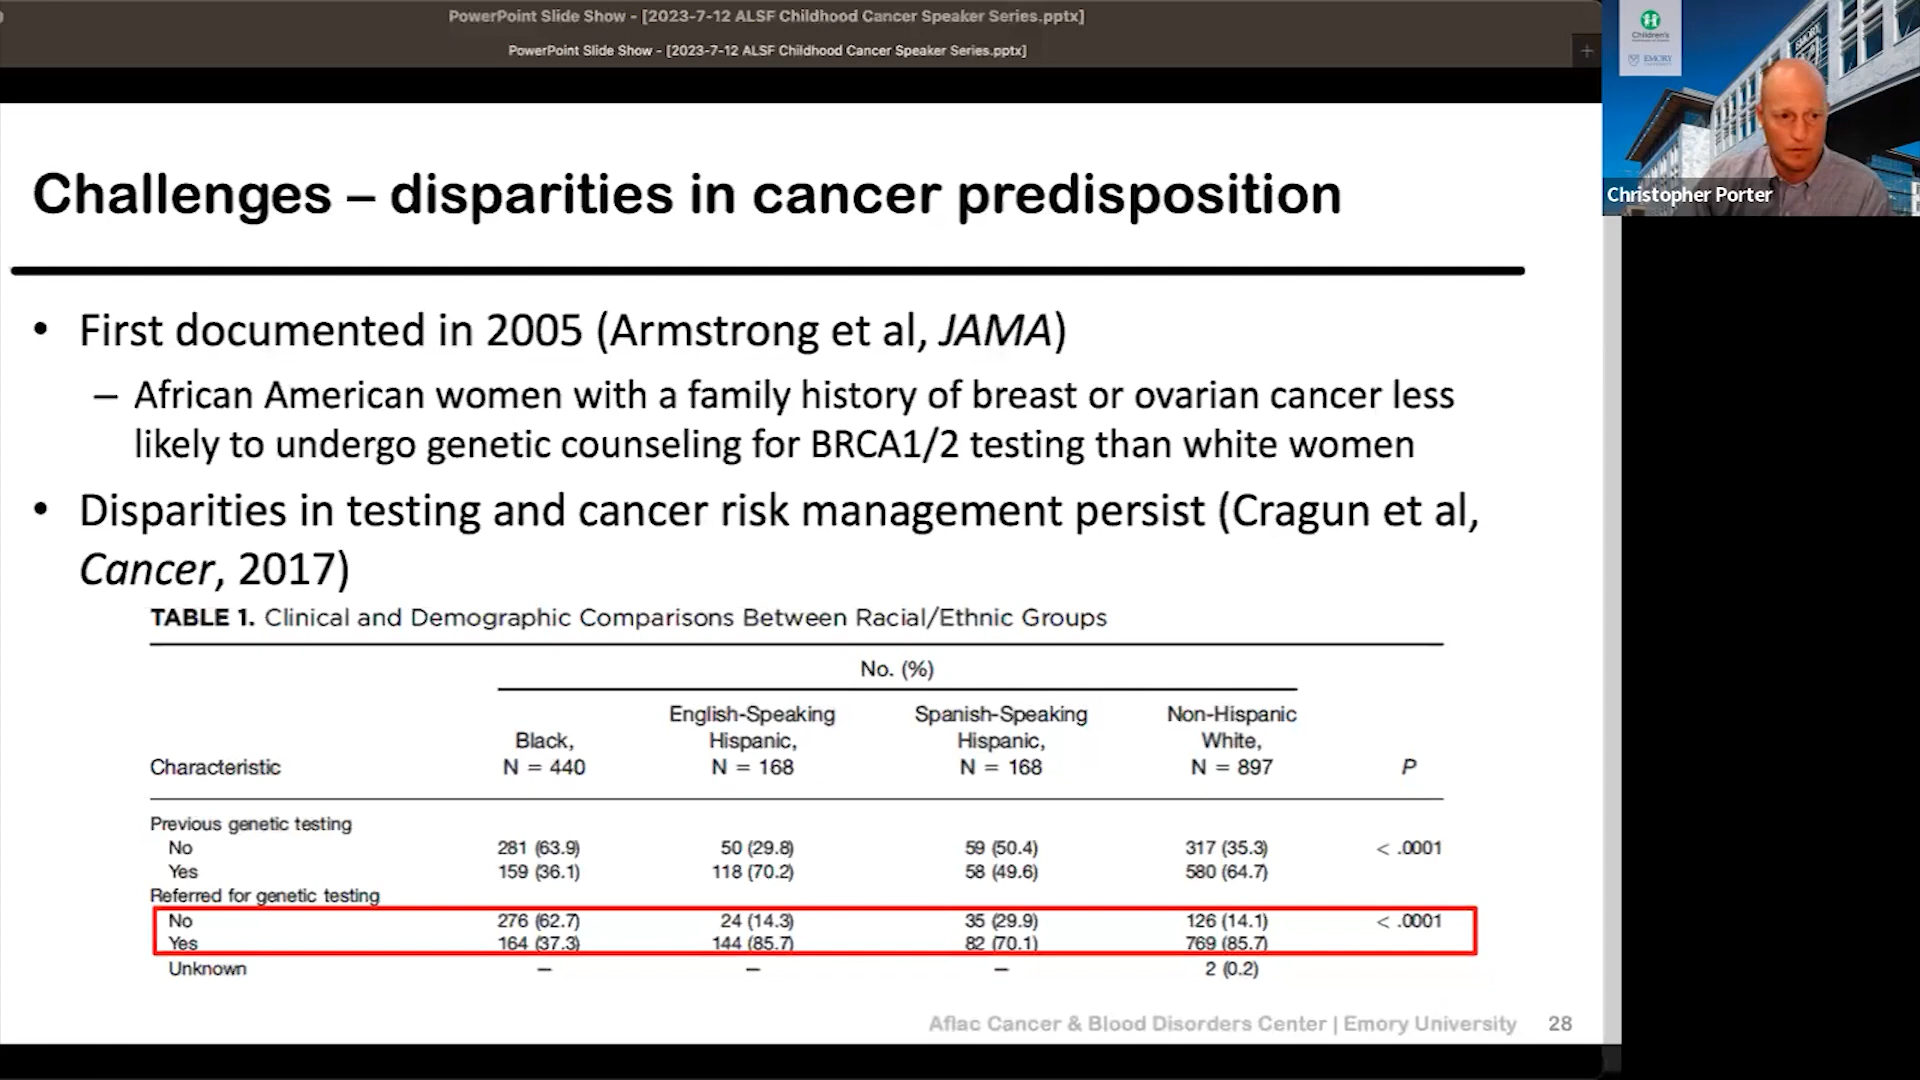 PowerPoint Slide Show - [2023-7-12 ALSF Childhood Cancer Speaker Series.pptx]
PowerPoint Slide Show - [2023-7-12 ALSF Childhood Cancer Speaker Series.pptx]
Children's
EMORY
Christopher Porter
Challenges – disparities in cancer predisposition
• First documented in 2005 (Armstrong et al, JAMA)
– African American women with a family history of breast or ovarian cancer less
likely to undergo genetic counseling for BRCA1/2 testing than white women
• Disparities in testing and cancer risk management persist (Cragun et al,
Cancer, 2017)
TABLE 1. Clinical and Demographic Comparisons Between Racial/Ethnic Groups
No. (%)
English-Speaking Spanish-Speaking Non-Hispanic
Black, Hispanic, Hispanic, White,
Characteristic N = 440 N = 168 N = 168 N = 897 P
Previous genetic testing
No 281 (63.9) 50 (29.8) 59 (50.4) 317 (35.3) < .0001
Yes 159 (36.1) 118 (70.2) 58 (49.6) 580 (64.7)
Referred for genetic testing
No 276 (62.7) 24 (14.3) 35 (29.9) 126 (14.1) < .0001
Yes 164 (37.3) 144 (85.7) 82 (70.1) 769 (85.7)
Unknown – – – 2 (0.2)
Aflac Cancer & Blood Disorders Center | Emory University 28